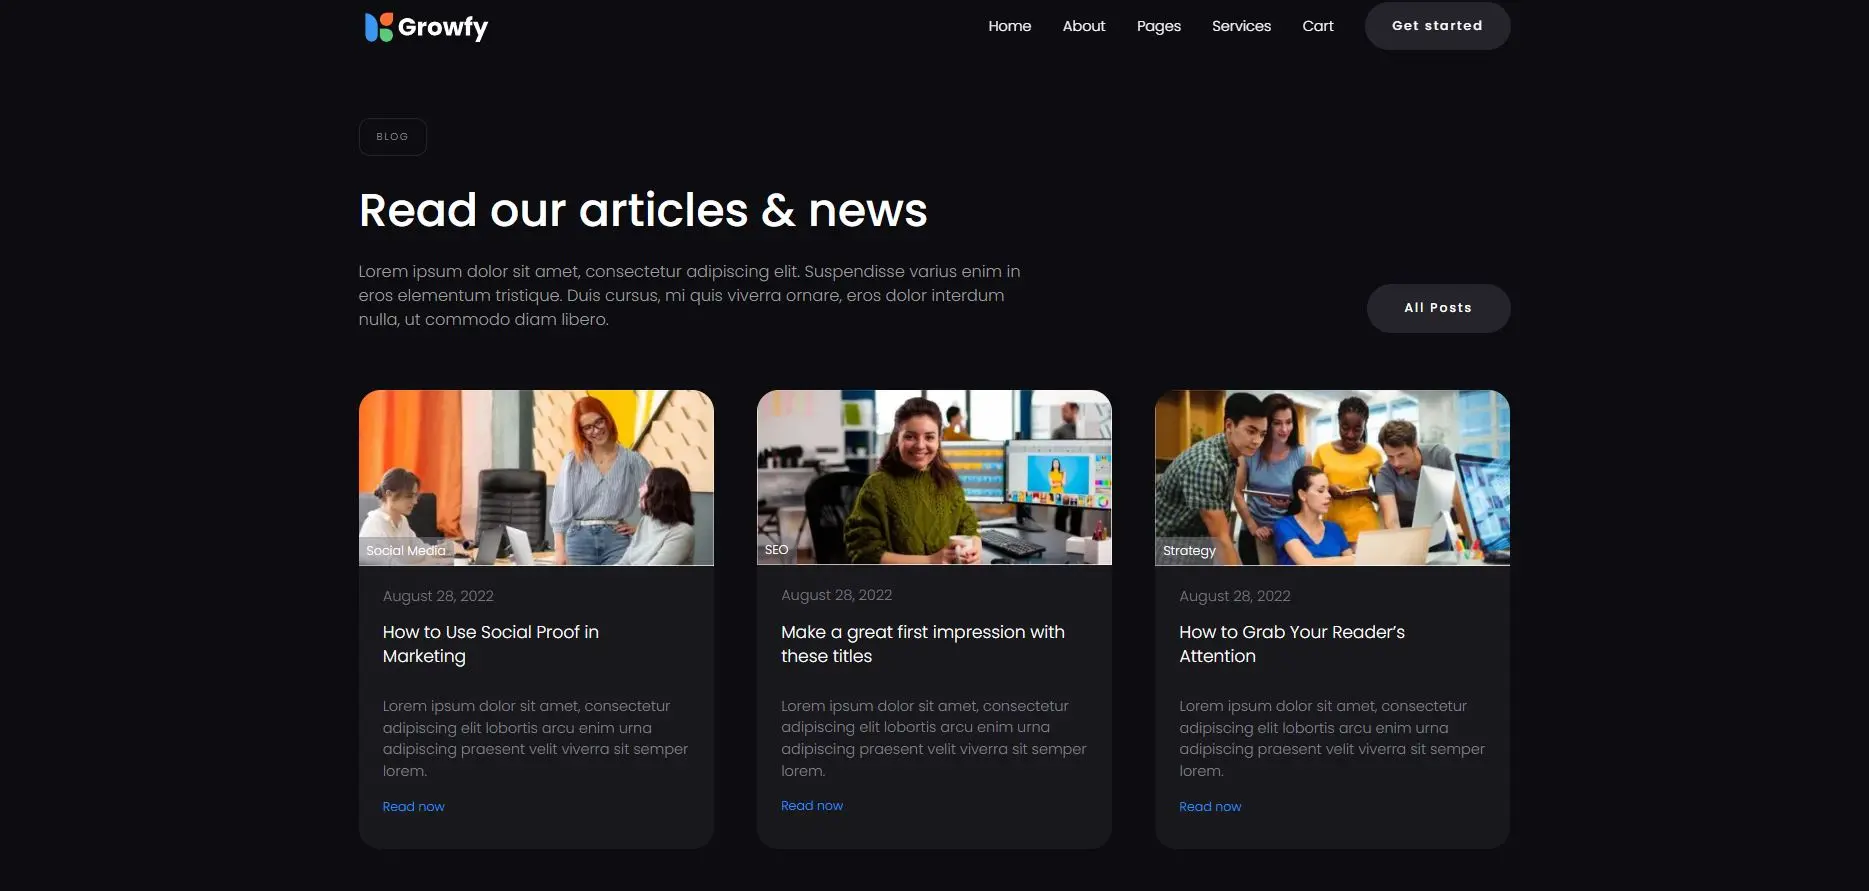 Growfy
Home About Pages Services Cart Get started
BLOG
Read our articles & news
Lorem ipsum dolor sit amet, consectetur adipiscing elit. Suspendisse varius enim in
eros elementum tristique. Duis cursus, mi quis viverra ornare, eros dolor interdum
nulla, ut commodo diam libero.
All Posts
Social Media
August 28, 2022
How to Use Social Proof in
Marketing
Lorem ipsum dolor sit amet, consectetur
adipiscing elit lobortis arcu enim urna
adipiscing praesent velit viverra sit semper
lorem.
Read now
SEO
August 28, 2022
Make a great first impression with
these titles
Lorem ipsum dolor sit amet, consectetur
adipiscing elit lobortis arcu enim urna
adipiscing praesent velit viverra sit semper
lorem.
Read now
Strategy
August 28, 2022
How to Grab Your Reader’s
Attention
Lorem ipsum dolor sit amet, consectetur
adipiscing elit lobortis arcu enim urna
adipiscing praesent velit viverra sit semper
lorem.
Read now